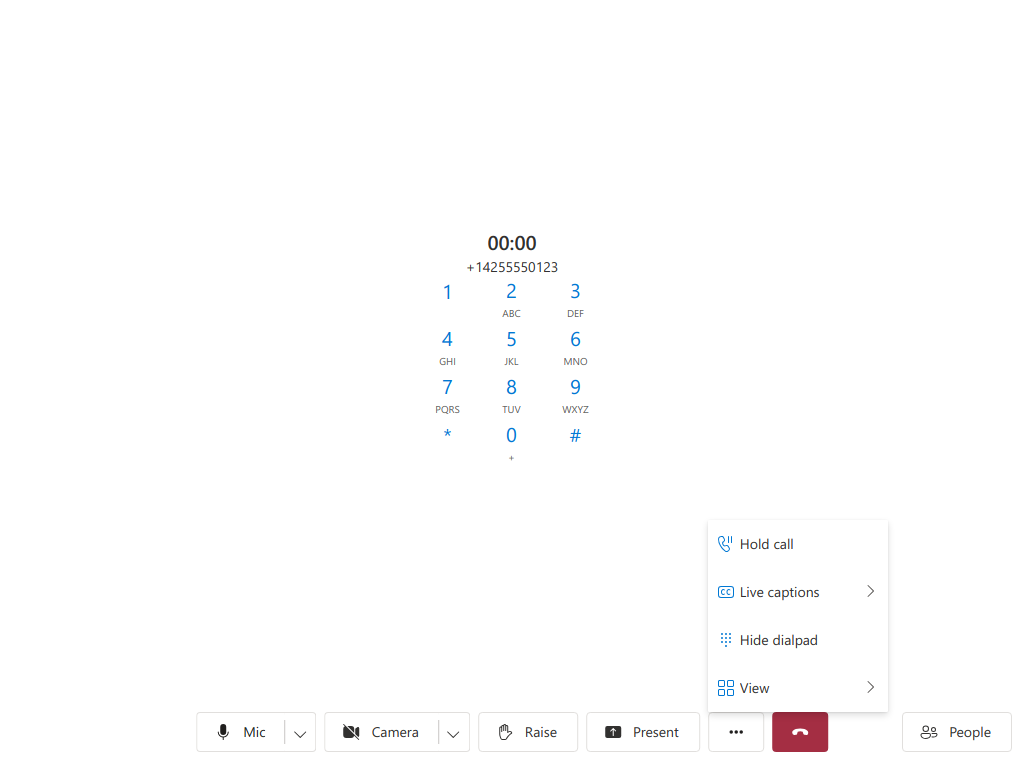 00:00
+14255550123
1 2 3
ABC DEF
4 5 6
GHI JKL MNO
7 8 9
PQRS TUV WXYZ
* 0 #
+
Hold call
CC Live captions
Hide dialpad
View
Mic Camera Raise Present ••• People